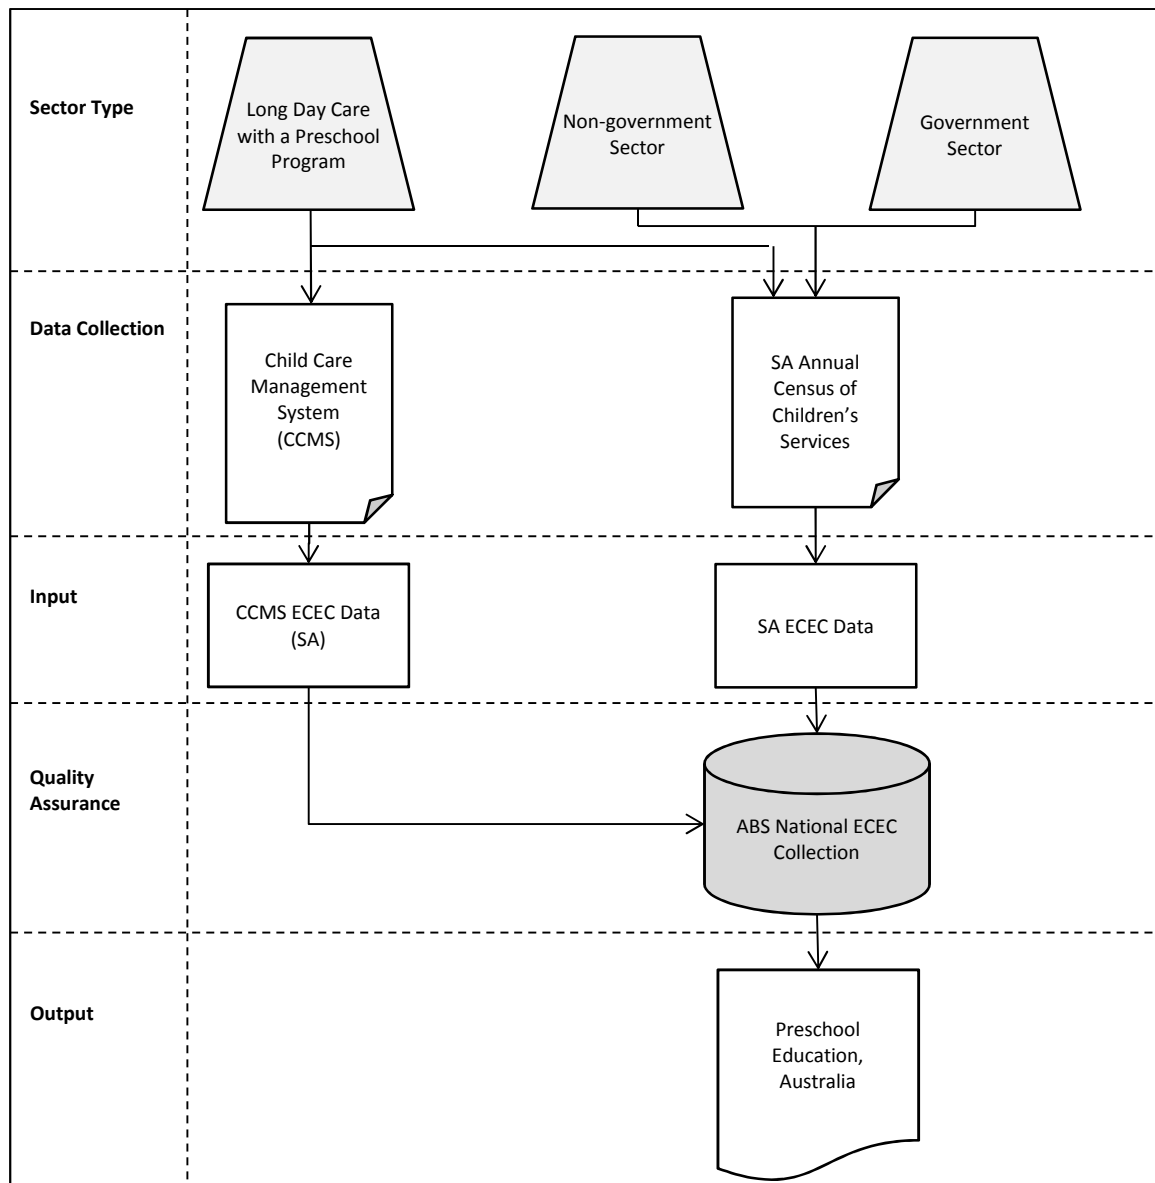 Sector Type
Long Day Care
with a Preschool
Program
Non-government
Sector
Government
Sector
Data Collection
Child Care
Management
System
(CCMS)
SA Annual
Census of
Children’s
Services
Input
CCMS ECEC Data
(SA)
SA ECEC Data
Quality
Assurance
ABS National ECEC
Collection
Output
Preschool
Education,
Australia